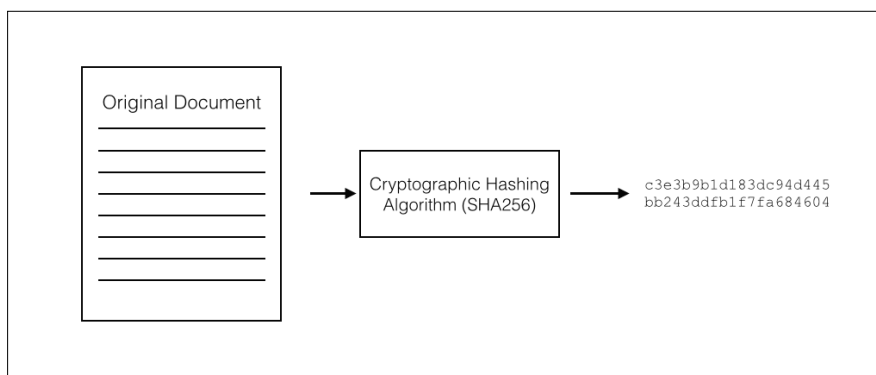 Original Document
Cryptographic Hashing
Algorithm (SHA256)
c3e3b9b1d183dc94d445
bb243ddfb1f7fa684604